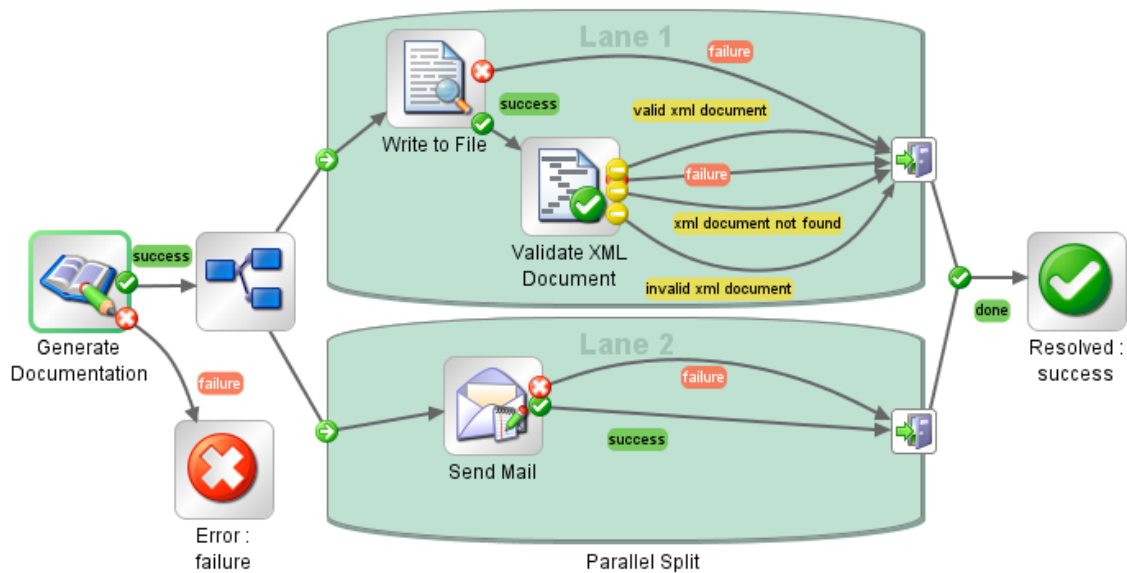 Lane 1
failure
success
valid xml document
Write to File
failure
xml document not found
success
Validate XML
Document
invalid xml document
done
Generate
Documentation
Lane 2
Resolved :
success
failure
failure
success
Send Mail
Error :
failure
Parallel Split